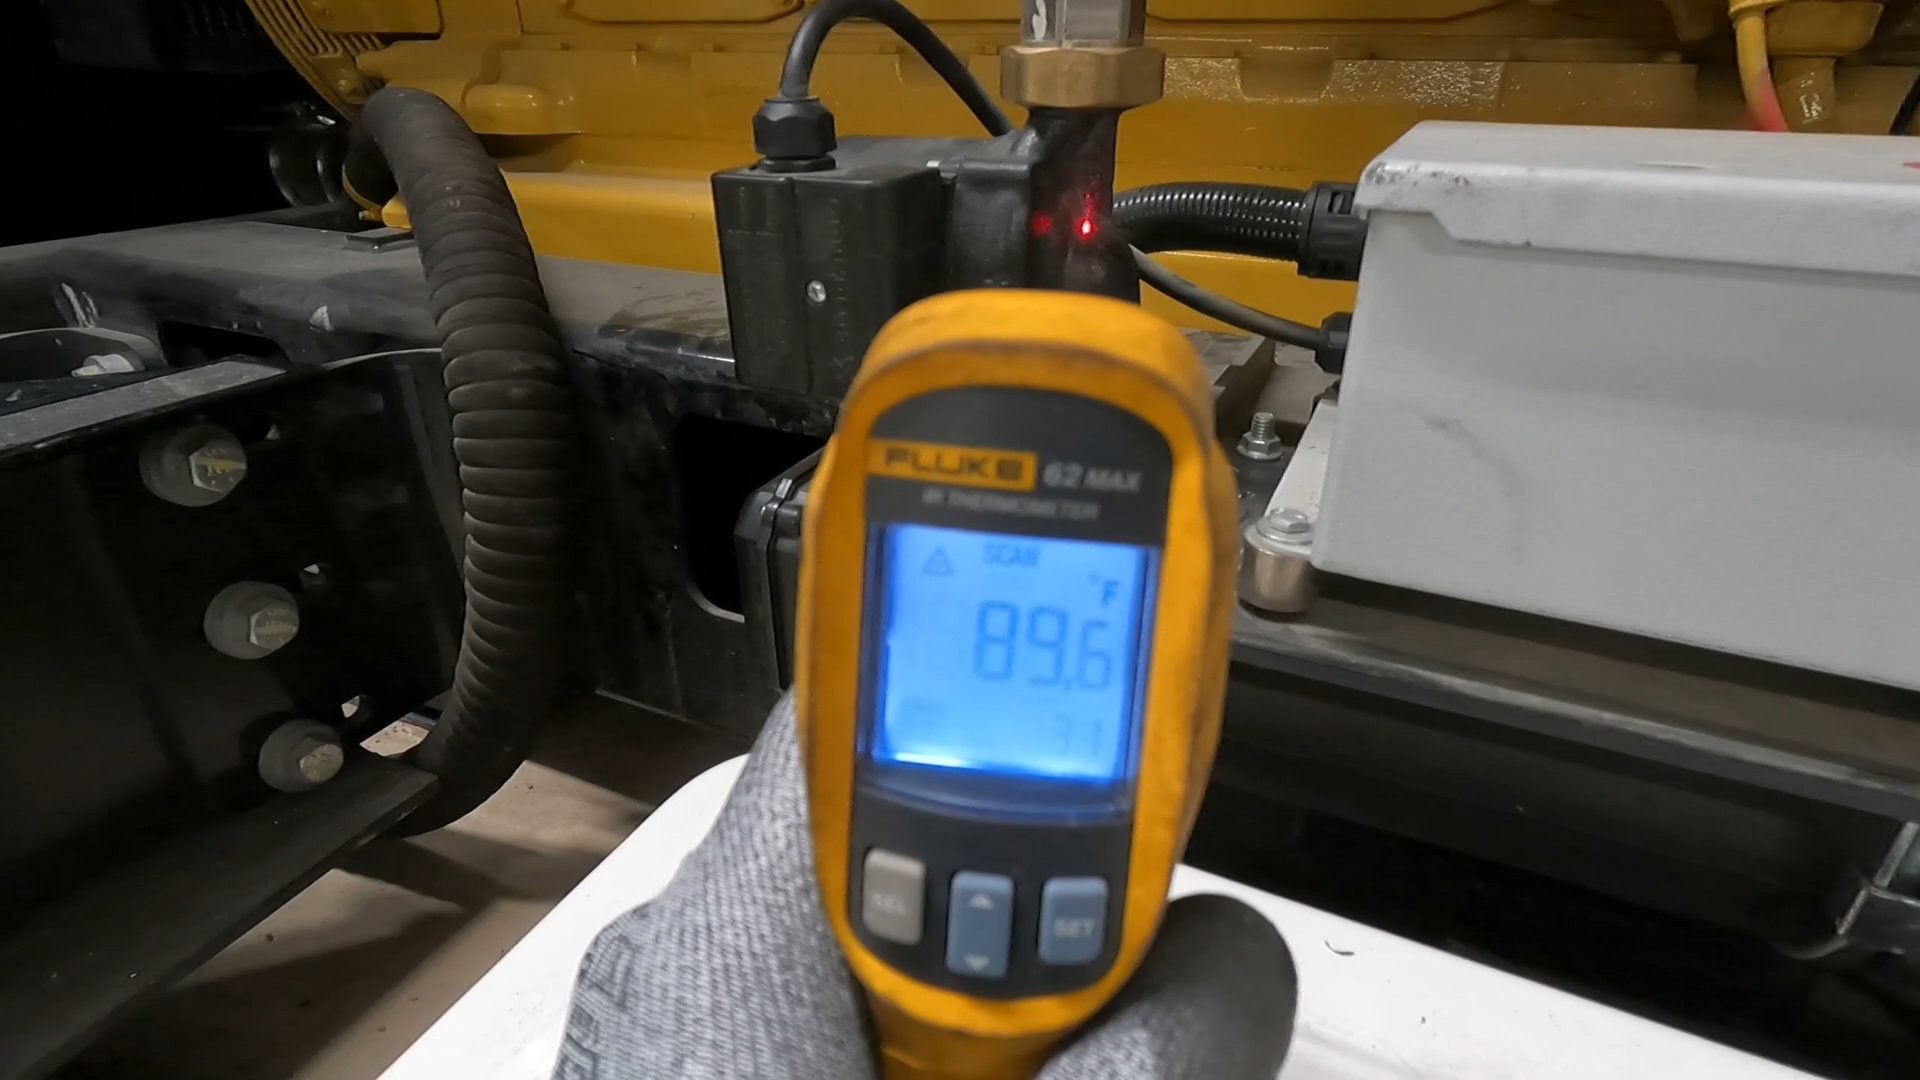 FLUKE 62 MAX
IR THERMOMETER
SCAN
°F
89.6
SEL
SET